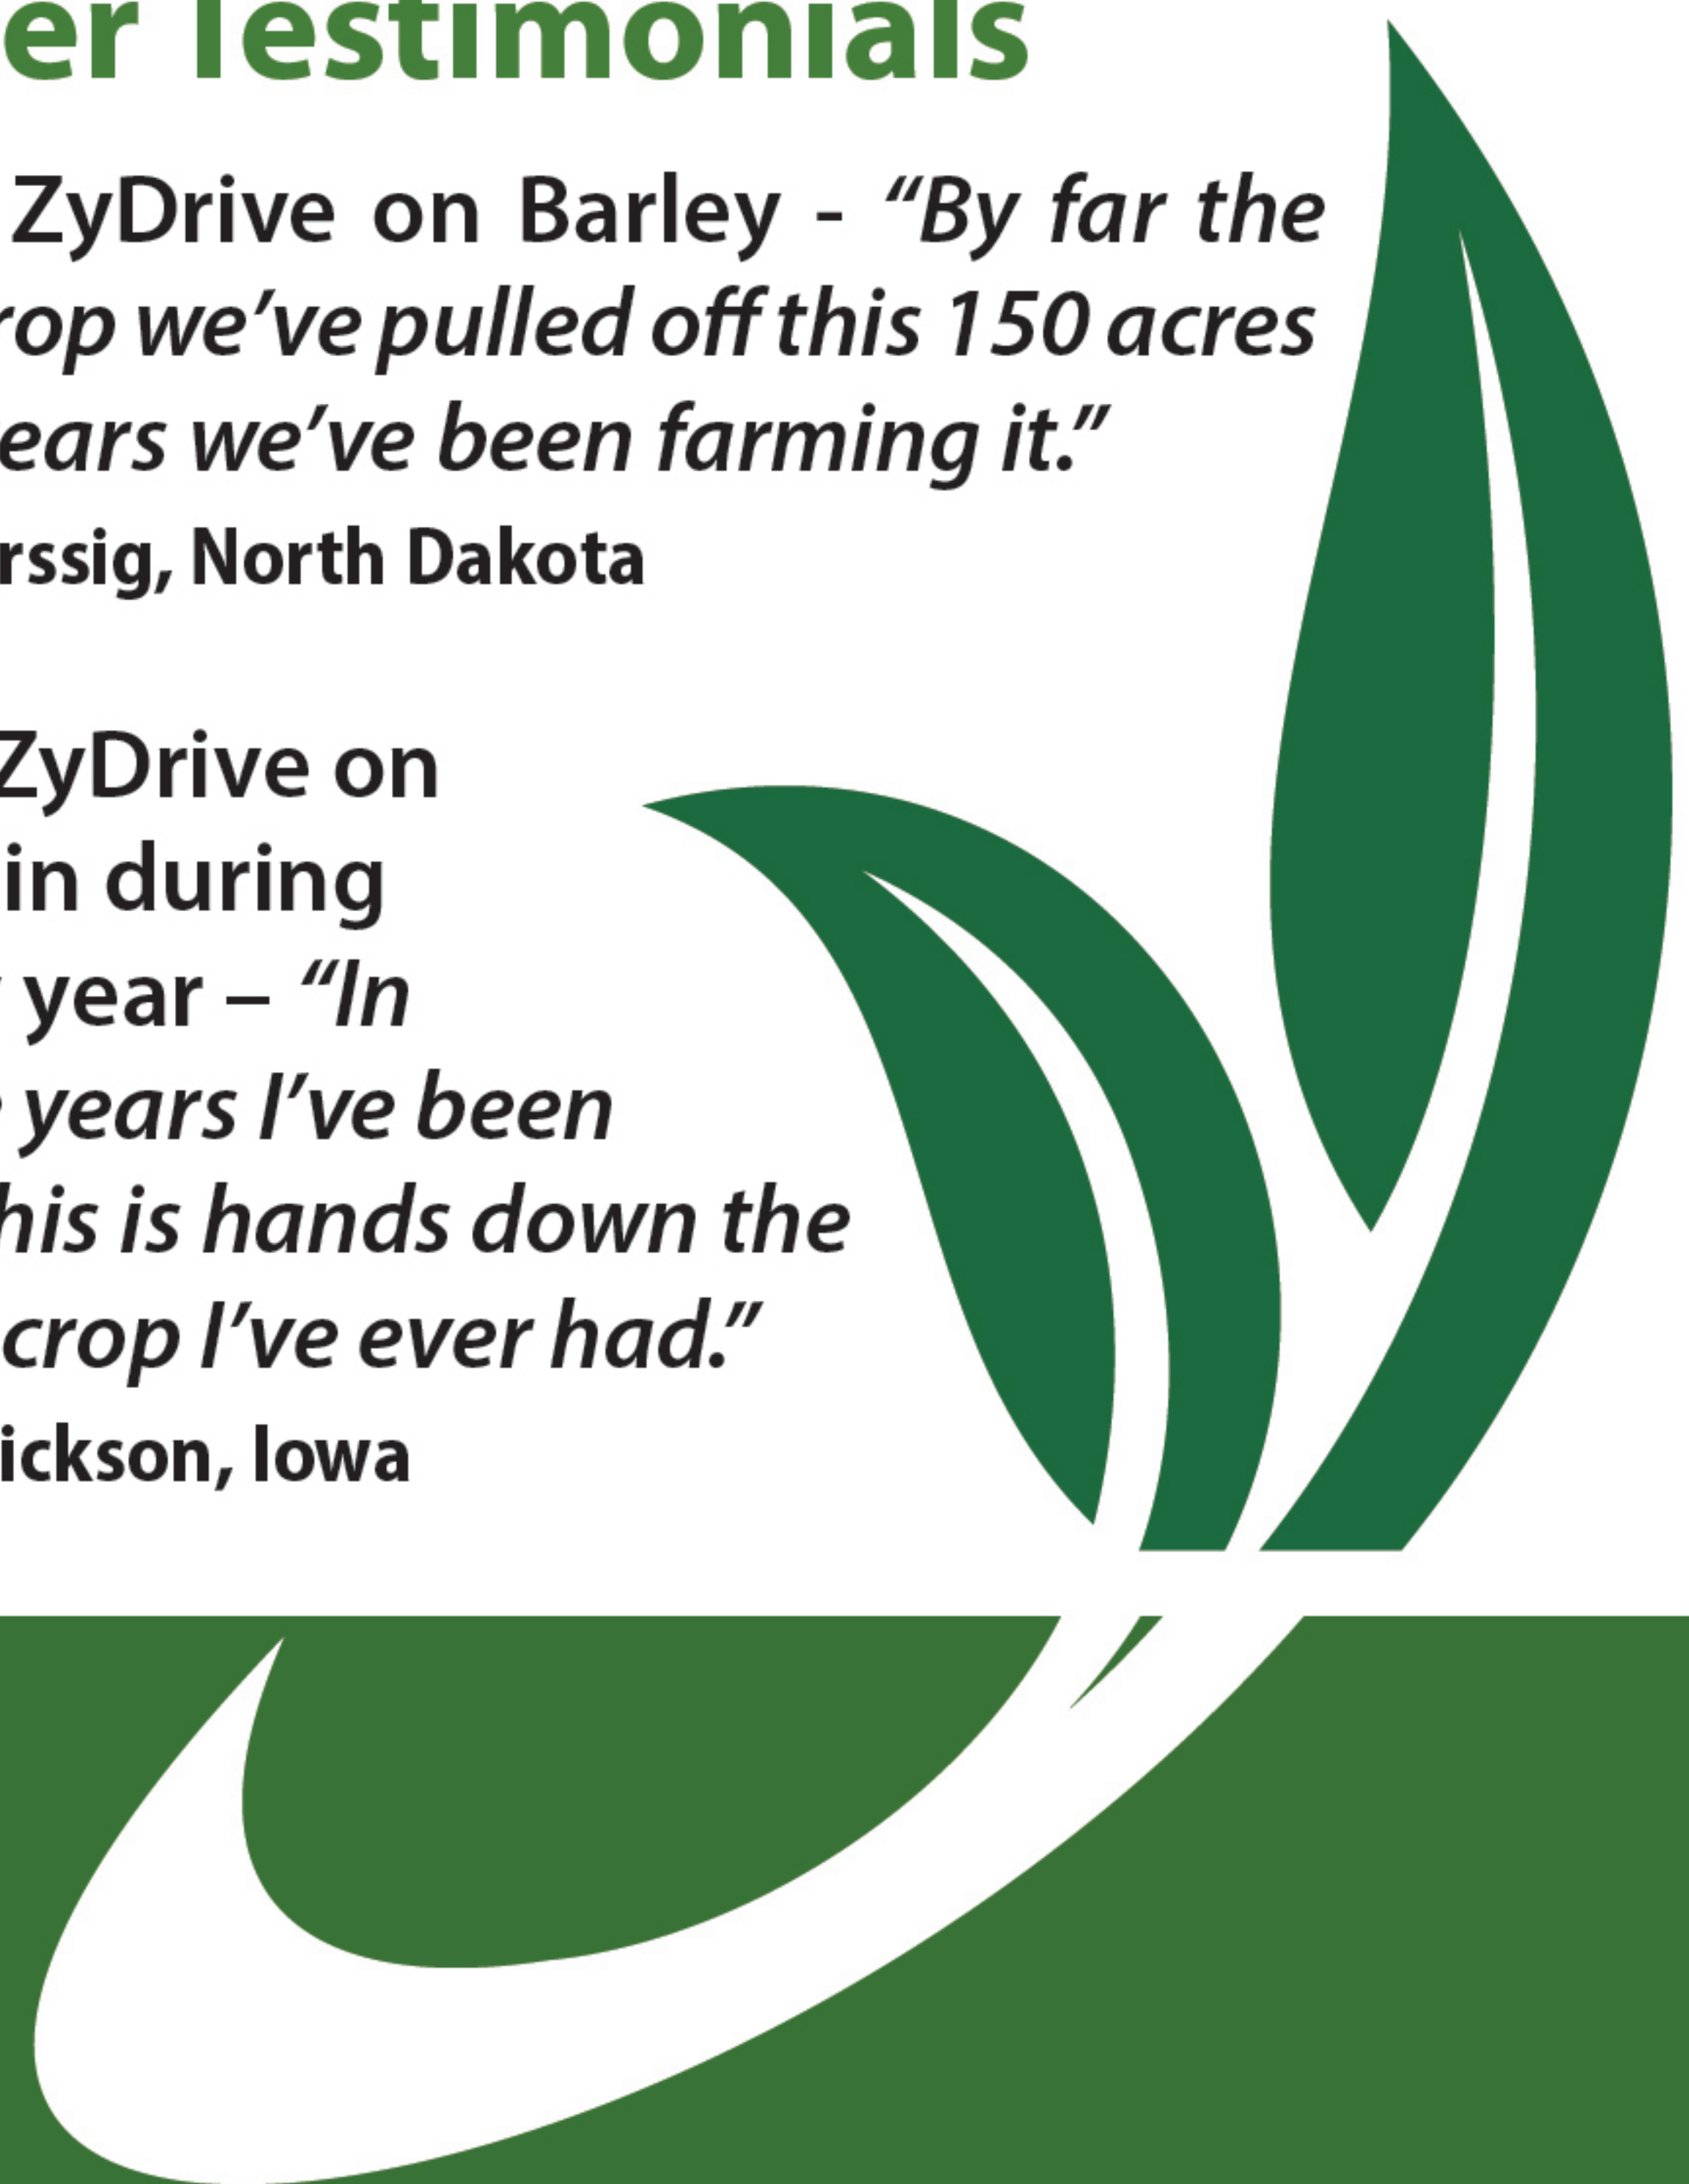 er Testimonials
ZyDrive on Barley - “By far the
rop we’ve pulled off this 150 acres
ears we’ve been farming it.”
rssig, North Dakota
ZyDrive on
in during
year – “In
years I’ve been
his is hands down the
crop I’ve ever had.”
ickson, Iowa